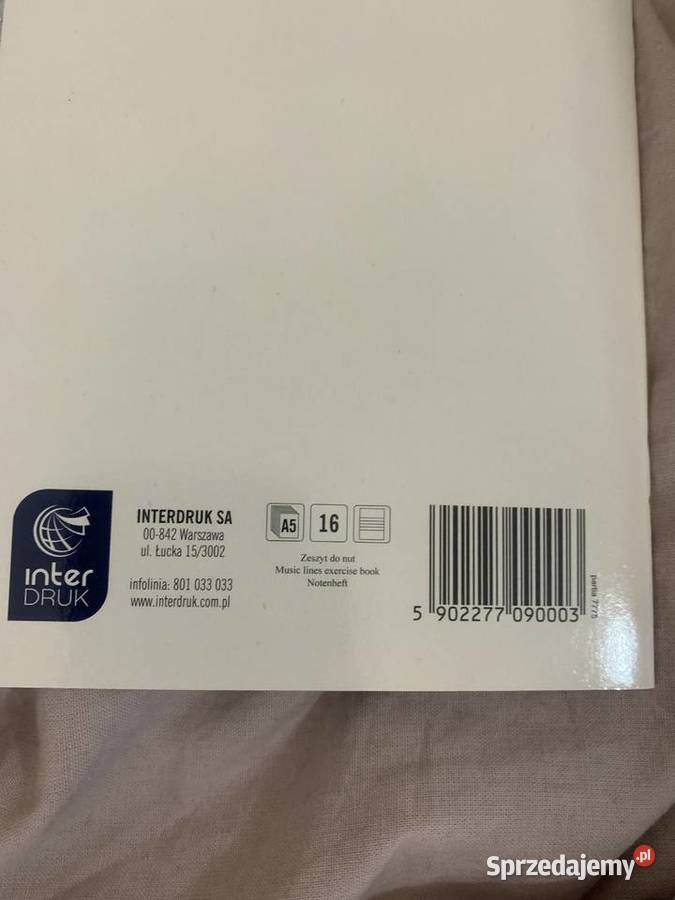 inter
DRUK
INTERDRUK SA
00-842 Warszawa
ul. Łucka 15/3002
infolinia: 801 033 033
www.interdruk.com.pl
A5
16
Zeszyt do nut
Music lines exercise book
Notenheft
5 902277 090003
partia 7775
Sprzedajemy.pl